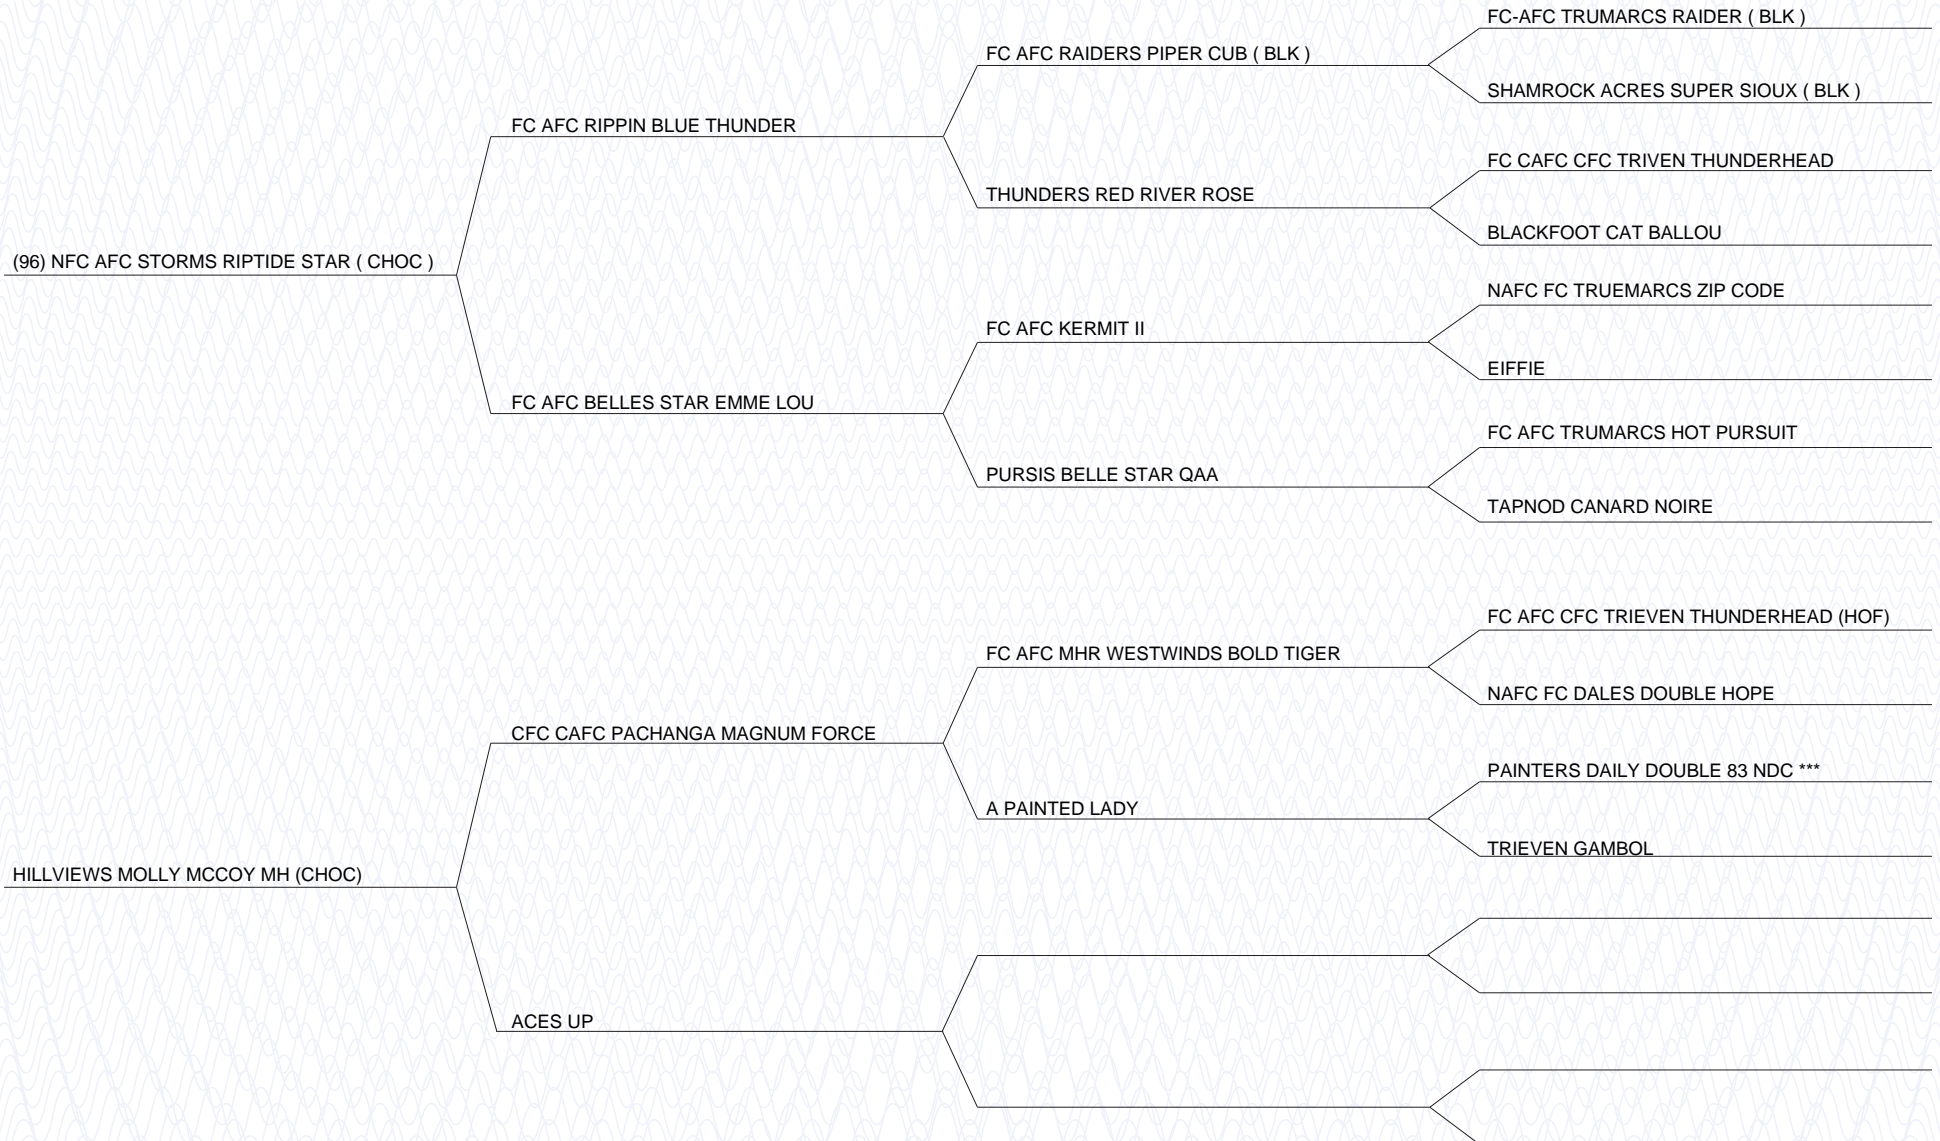 FC-AFC TRUMARCS RAIDER ( BLK )
FC AFC RAIDERS PIPER CUB ( BLK )
SHAMROCK ACRES SUPER SIOUX ( BLK )
FC AFC RIPPIN BLUE THUNDER
FC CAFC CFC TRIVEN THUNDERHEAD
THUNDERS RED RIVER ROSE
BLACKFOOT CAT BALLOU
(96) NFC AFC STORMS RIPTIDE STAR ( CHOC )
NAFC FC TRUEMARCS ZIP CODE
FC AFC KERMIT II
EIFFIE
FC AFC BELLES STAR EMME LOU
FC AFC TRUMARCS HOT PURSUIT
PURSIS BELLE STAR QAA
TAPNOD CANARD NOIRE
FC AFC CFC TRIEVEN THUNDERHEAD (HOF)
FC AFC MHR WESTWINDS BOLD TIGER
NAFC FC DALES DOUBLE HOPE
CFC CAFC PACHANGA MAGNUM FORCE
PAINTERS DAILY DOUBLE 83 NDC ***
A PAINTED LADY
TRIEVEN GAMBOL
HILLVIEWS MOLLY MCCOY MH (CHOC)
ACES UP